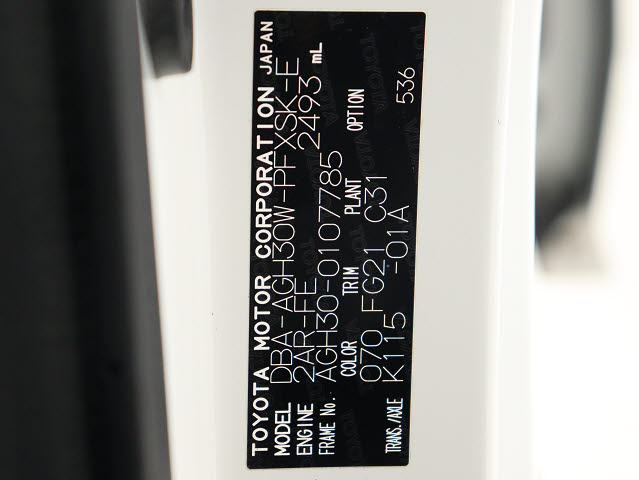 TOYOTA MOTOR CORPORATION JAPAN
MODEL DBA-AGH30W-PFXSK-E
ENGINE 2AR-FE 2493 mL
FRAME No. AGH30-0107785
COLOR TRIM PLANT OPTION
070 FG21 C31
TRANS./AXLE K115 -01A 536